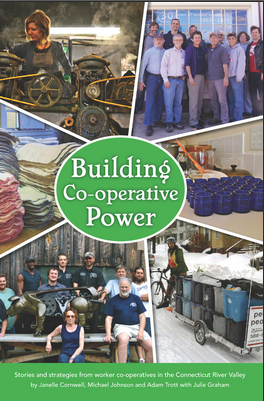 Building
Co-operative
Power
Stories and strategies from worker co-operatives in the Connecticut River Valley
by Janelle Cornwell, Michael Johnson and Adam Trott with Julie Graham